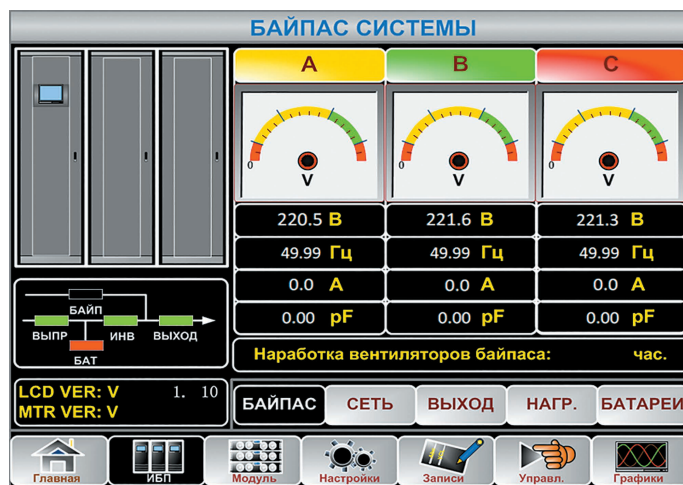 БАЙПАС СИСТЕМЫ
A B C
0 V 0 V 0 V
220.5 В 221.6 В 221.3 В
49.99 Гц 49.99 Гц 49.99 Гц
0.0 А 0.0 А 0.0 А
0.00 pF 0.00 pF 0.00 pF
БАЙП
ВЫПР ИНВ ВЫХОД
БАТ
Наработка вентиляторов байпаса: час.
LCD VER: V 1. 10
MTR VER: V
БАЙПАС СЕТЬ ВЫХОД НАГР. БАТАРЕИ
Главная ИБП Модуль Настройки Записи Управл. Графики